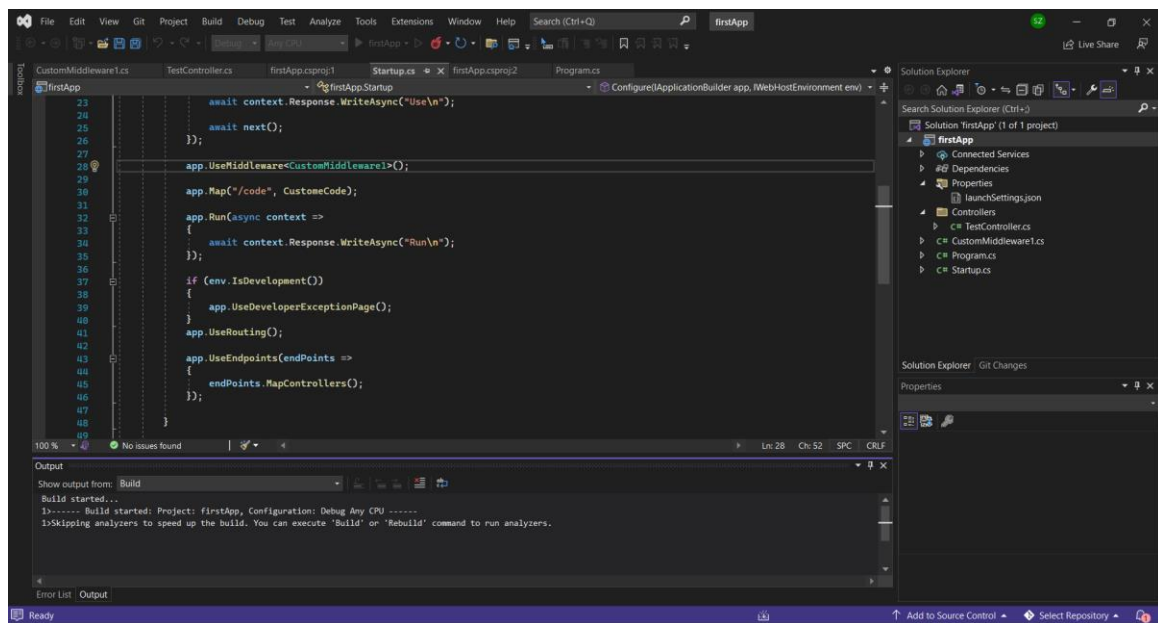 File Edit View Git Project Build Debug Test Analyze Tools Extensions Window Help Search (Ctrl+Q) firstApp SZ
Debug Any CPU firstApp Live Share
Toolbox
CustomMiddleware1.cs TestController.cs firstApp.csproj:1 Startup.cs firstApp.csproj:2 Program.cs
firstApp firstApp.Startup Configure(IApplicationBuilder app, IWebHostEnvironment env)
23 await context.Response.WriteAsync("Use\n");
24
25 await next();
26 });
27
28 app.UseMiddleware<CustomMiddleware1>();
29
30 app.Map("/code", CustomeCode);
31
32 app.Run(async context =>
33 {
34 await context.Response.WriteAsync("Run\n");
35 });
36
37 if (env.IsDevelopment())
38 {
39 app.UseDeveloperExceptionPage();
40 }
41 app.UseRouting();
42
43 app.UseEndpoints(endPoints =>
44 {
45 endPoints.MapControllers();
46 });
47
48 }
49
100 % No issues found Ln: 28 Ch: 52 SPC CRLF
Output
Show output from: Build
Build started...
1>------ Build started: Project: firstApp, Configuration: Debug Any CPU ------
1>Skipping analyzers to speed up the build. You can execute 'Build' or 'Rebuild' command to run analyzers.
Error List Output
Solution Explorer
Search Solution Explorer (Ctrl+;)
Solution 'firstApp' (1 of 1 project)
firstApp
Connected Services
Dependencies
Properties
launchSettings.json
Controllers
C# TestController.cs
C# CustomMiddleware1.cs
C# Program.cs
C# Startup.cs
Solution Explorer Git Changes
Properties
Ready Add to Source Control Select Repository 1